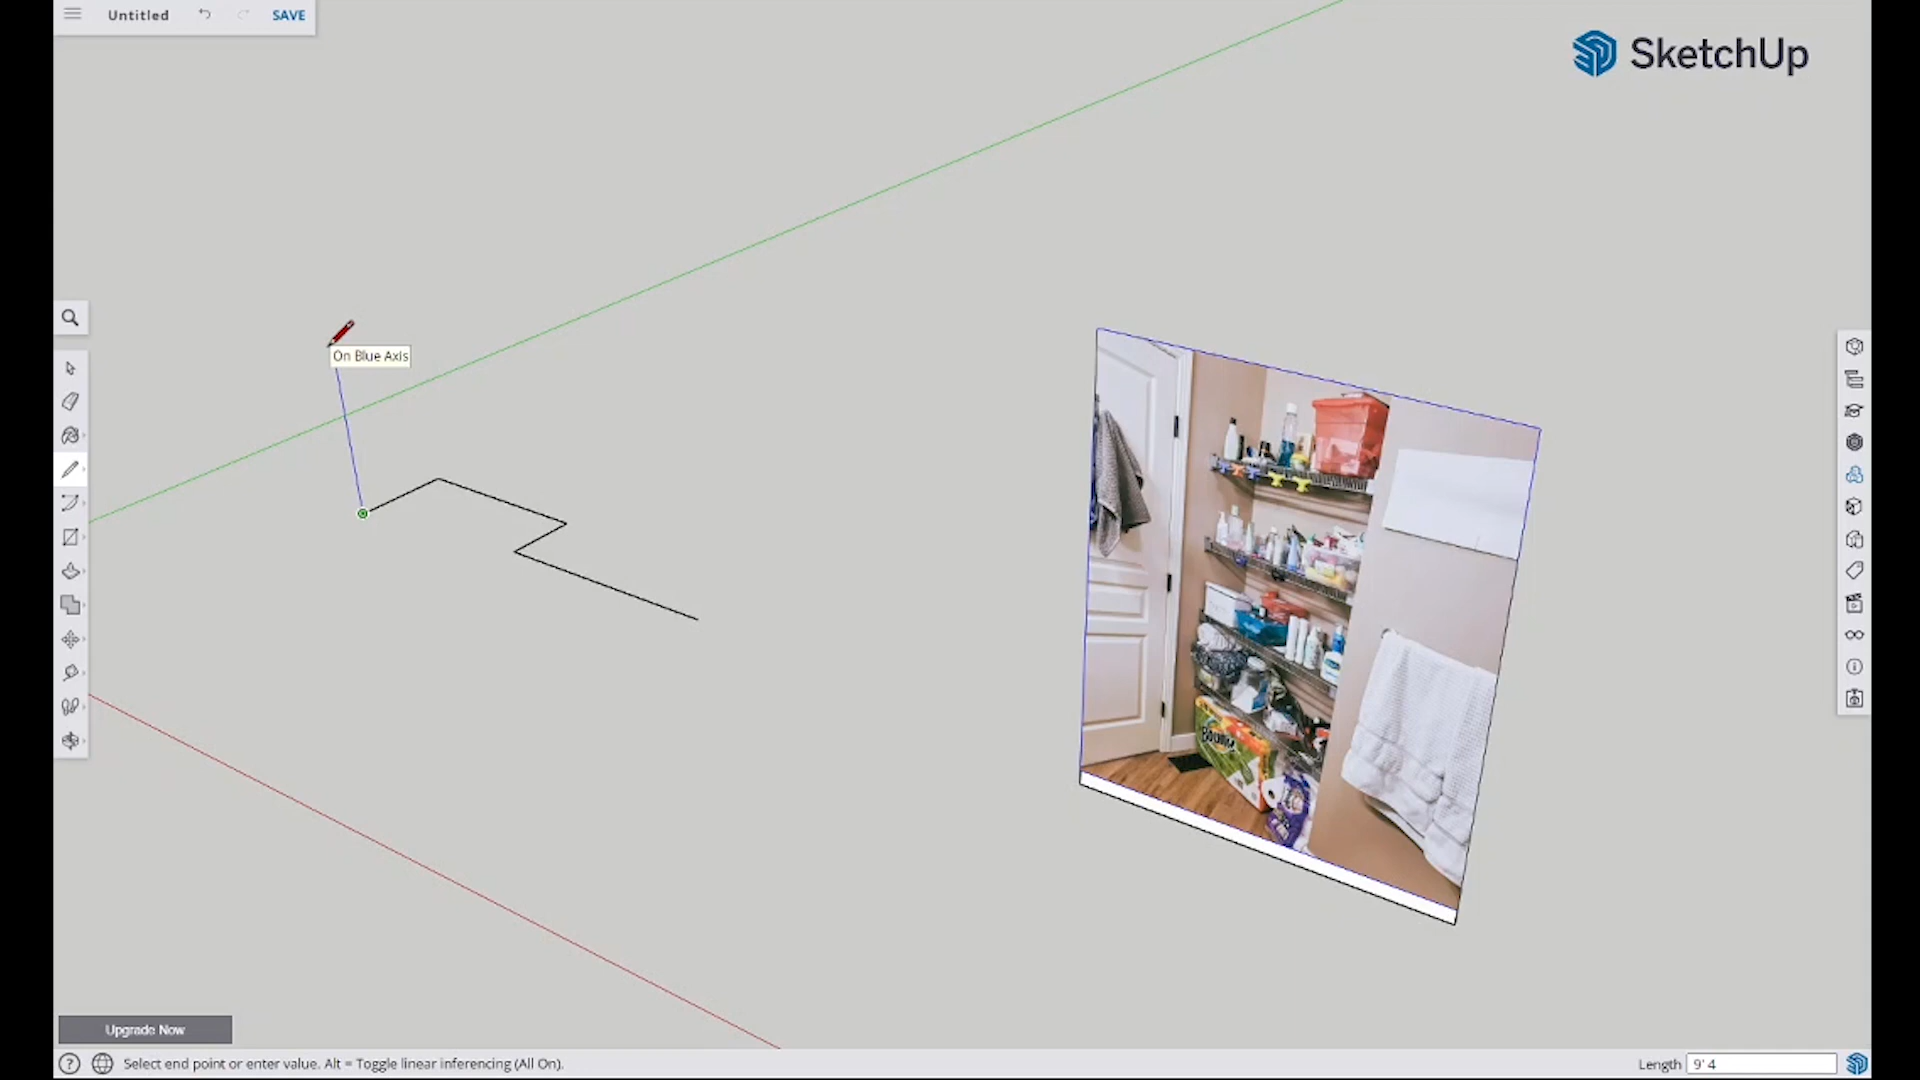 Untitled
SAVE
SketchUp
On Blue Axis
BOUNTY
Upgrade Now
Select end point or enter value. Alt = Toggle linear inferencing (All On).
Length 9' 4